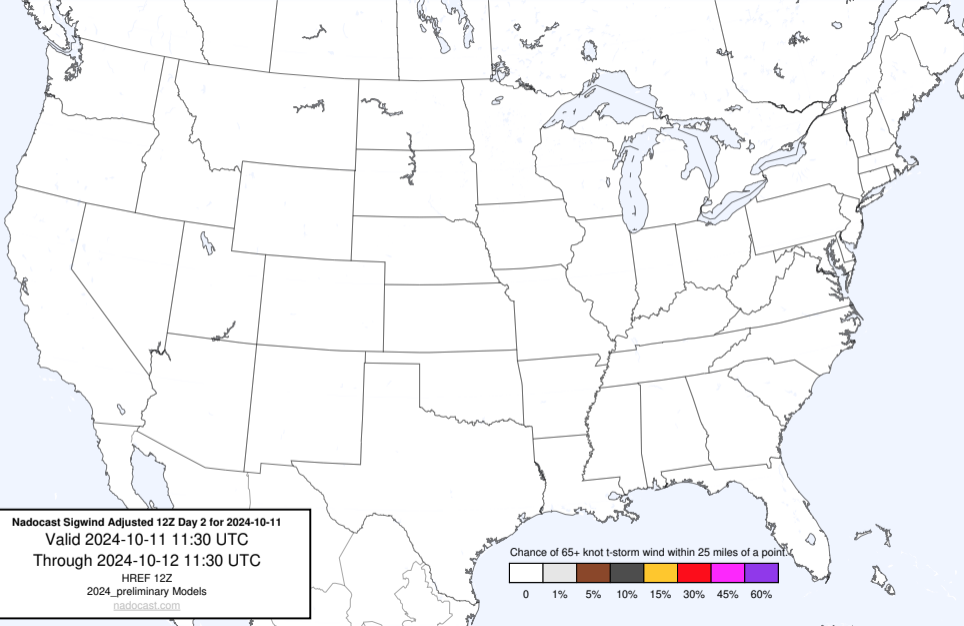 Nadocast Sigwind Adjusted 12Z Day 2 for 2024-10-11
Valid 2024-10-11 11:30 UTC
Through 2024-10-12 11:30 UTC
HREF 12Z
2024_preliminary Models
nadocast.com
Chance of 65+ knot t-storm wind within 25 miles of a point.
0 1% 5% 10% 15% 30% 45% 60%